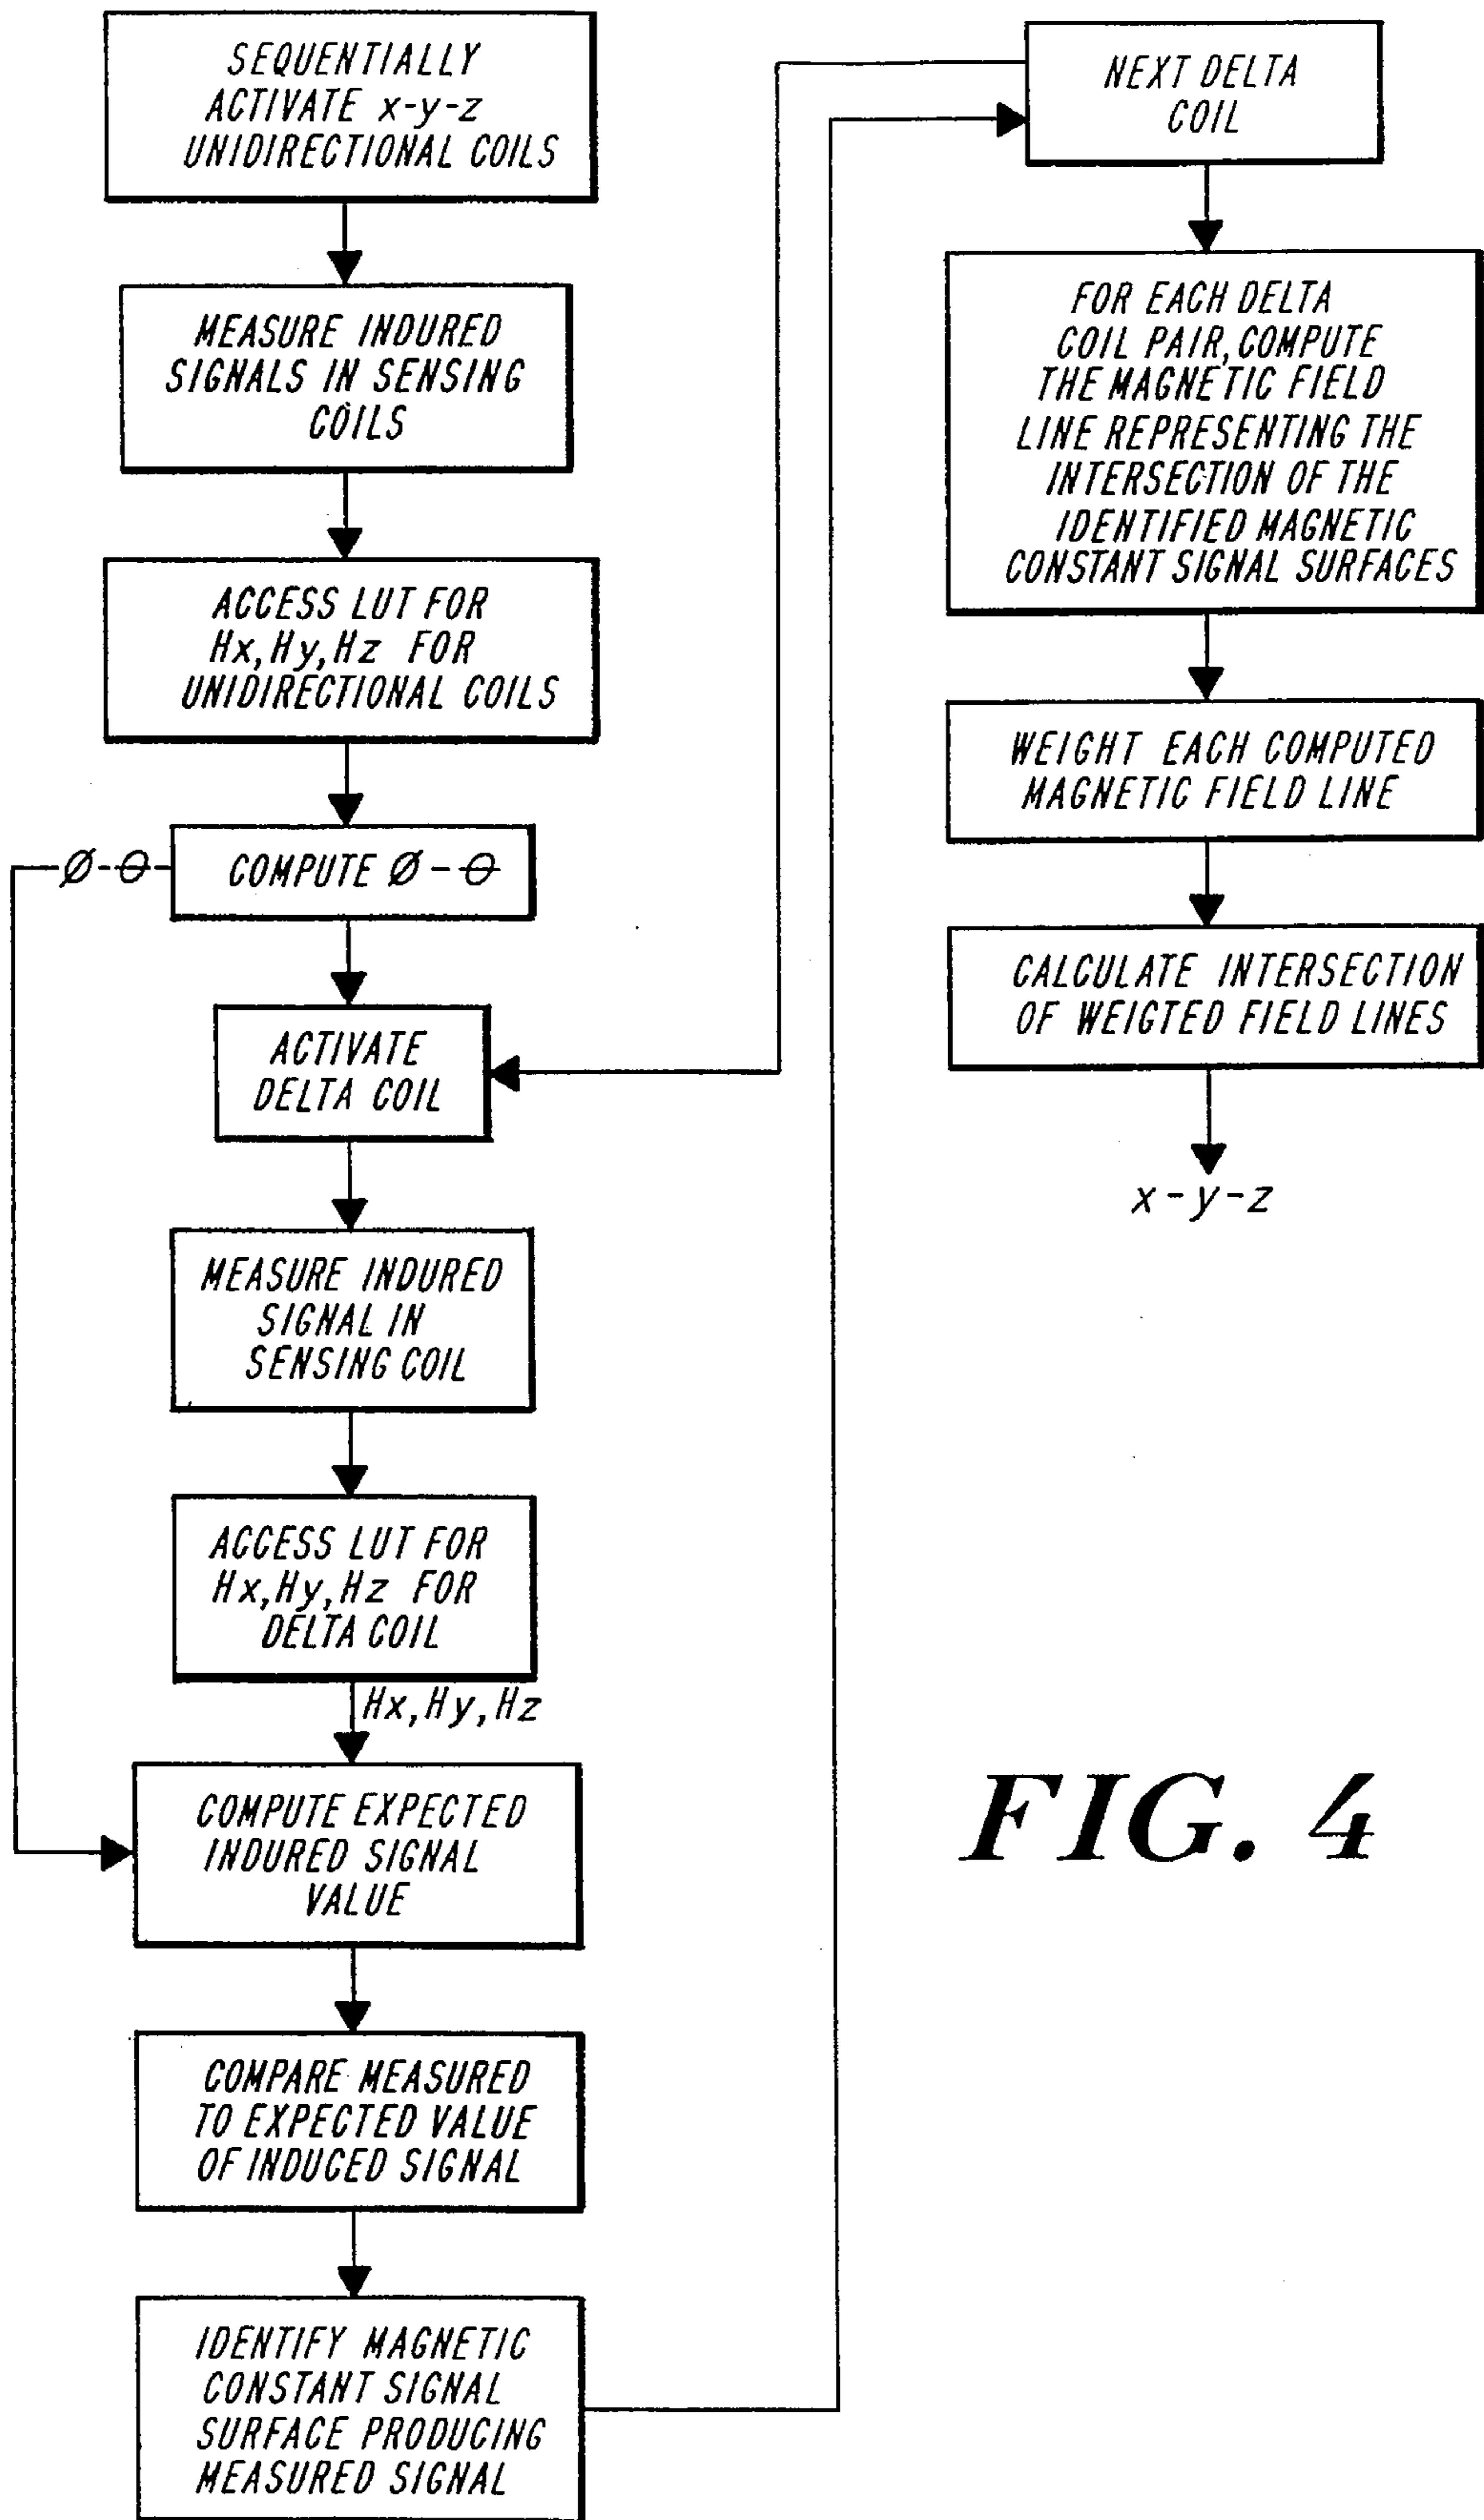 SEQUENTIALLY
ACTIVATE x-y-z
UNIDIRECTIONAL COILS
MEASURE INDURED
SIGNALS IN SENSING
COILS
ACCESS LUT FOR
Hx, Hy, Hz FOR
UNIDIRECTIONAL COILS
COMPUTE Ø-Θ
Ø-Θ
ACTIVATE
DELTA COIL
MEASURE INDURED
SIGNAL IN
SENSING COIL
ACCESS LUT FOR
Hx, Hy, Hz FOR
DELTA COIL
Hx, Hy, Hz
COMPUTE EXPECTED
INDURED SIGNAL
VALUE
COMPARE MEASURED
TO EXPECTED VALUE
OF INDUCED SIGNAL
IDENTIFY MAGNETIC
CONSTANT SIGNAL
SURFACE PRODUCING
MEASURED SIGNAL
NEXT DELTA
COIL
FOR EACH DELTA
COIL PAIR, COMPUTE
THE MAGNETIC FIELD
LINE REPRESENTING THE
INTERSECTION OF THE
IDENTIFIED MAGNETIC
CONSTANT SIGNAL SURFACES
WEIGHT EACH COMPUTED
MAGNETIC FIELD LINE
CALCULATE INTERSECTION
OF WEIGTED FIELD LINES
x-y-z
FIG. 4